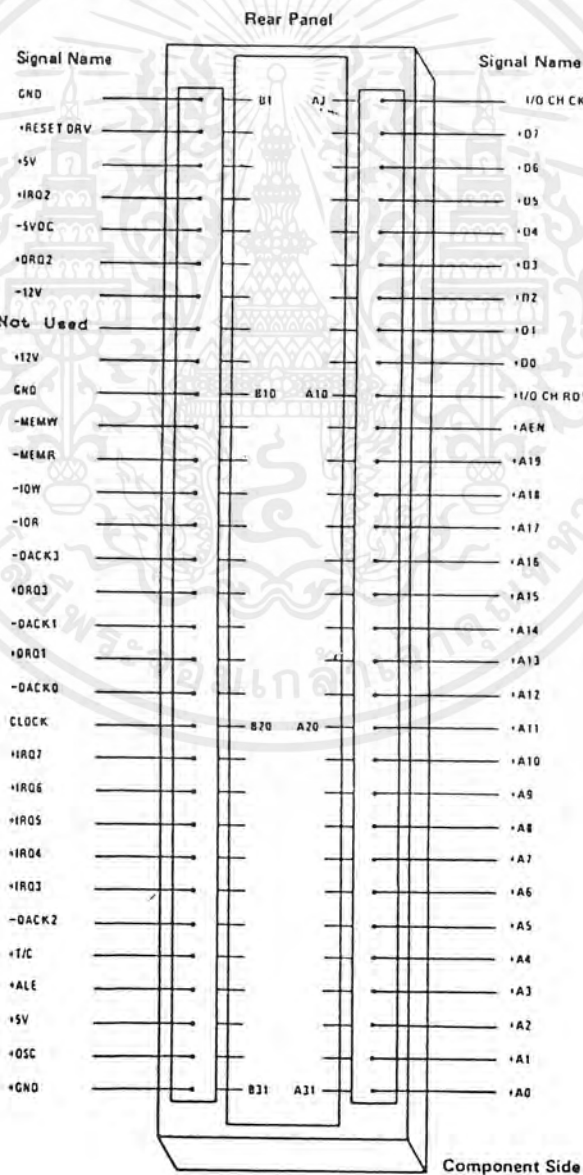 Rear Panel
Signal Name
Signal Name
GND
B1
A1
I/O CH CK
+RESET DRV
+D7
+5V
+D6
+IRQ2
+D5
-5VDC
+D4
+DRQ2
+D3
-12V
+D2
Not Used
+D1
+12V
+D0
GND
B10
A10
+I/O CH RDY
-MEMW
+AEN
-MEMR
+A19
-IOW
+A18
-IOR
+A17
-DACK3
+A16
+DRQ3
+A15
-DACK1
+A14
+DRQ1
+A13
-DACK0
+A12
CLOCK
B20
A20
+A11
+IRQ7
+A10
+IRQ6
+A9
+IRQ5
+A8
+IRQ4
+A7
+IRQ3
+A6
-DACK2
+A5
+T/C
+A4
+ALE
+A3
+5V
+A2
+OSC
+A1
+GND
B31
A31
+A0
Component Side